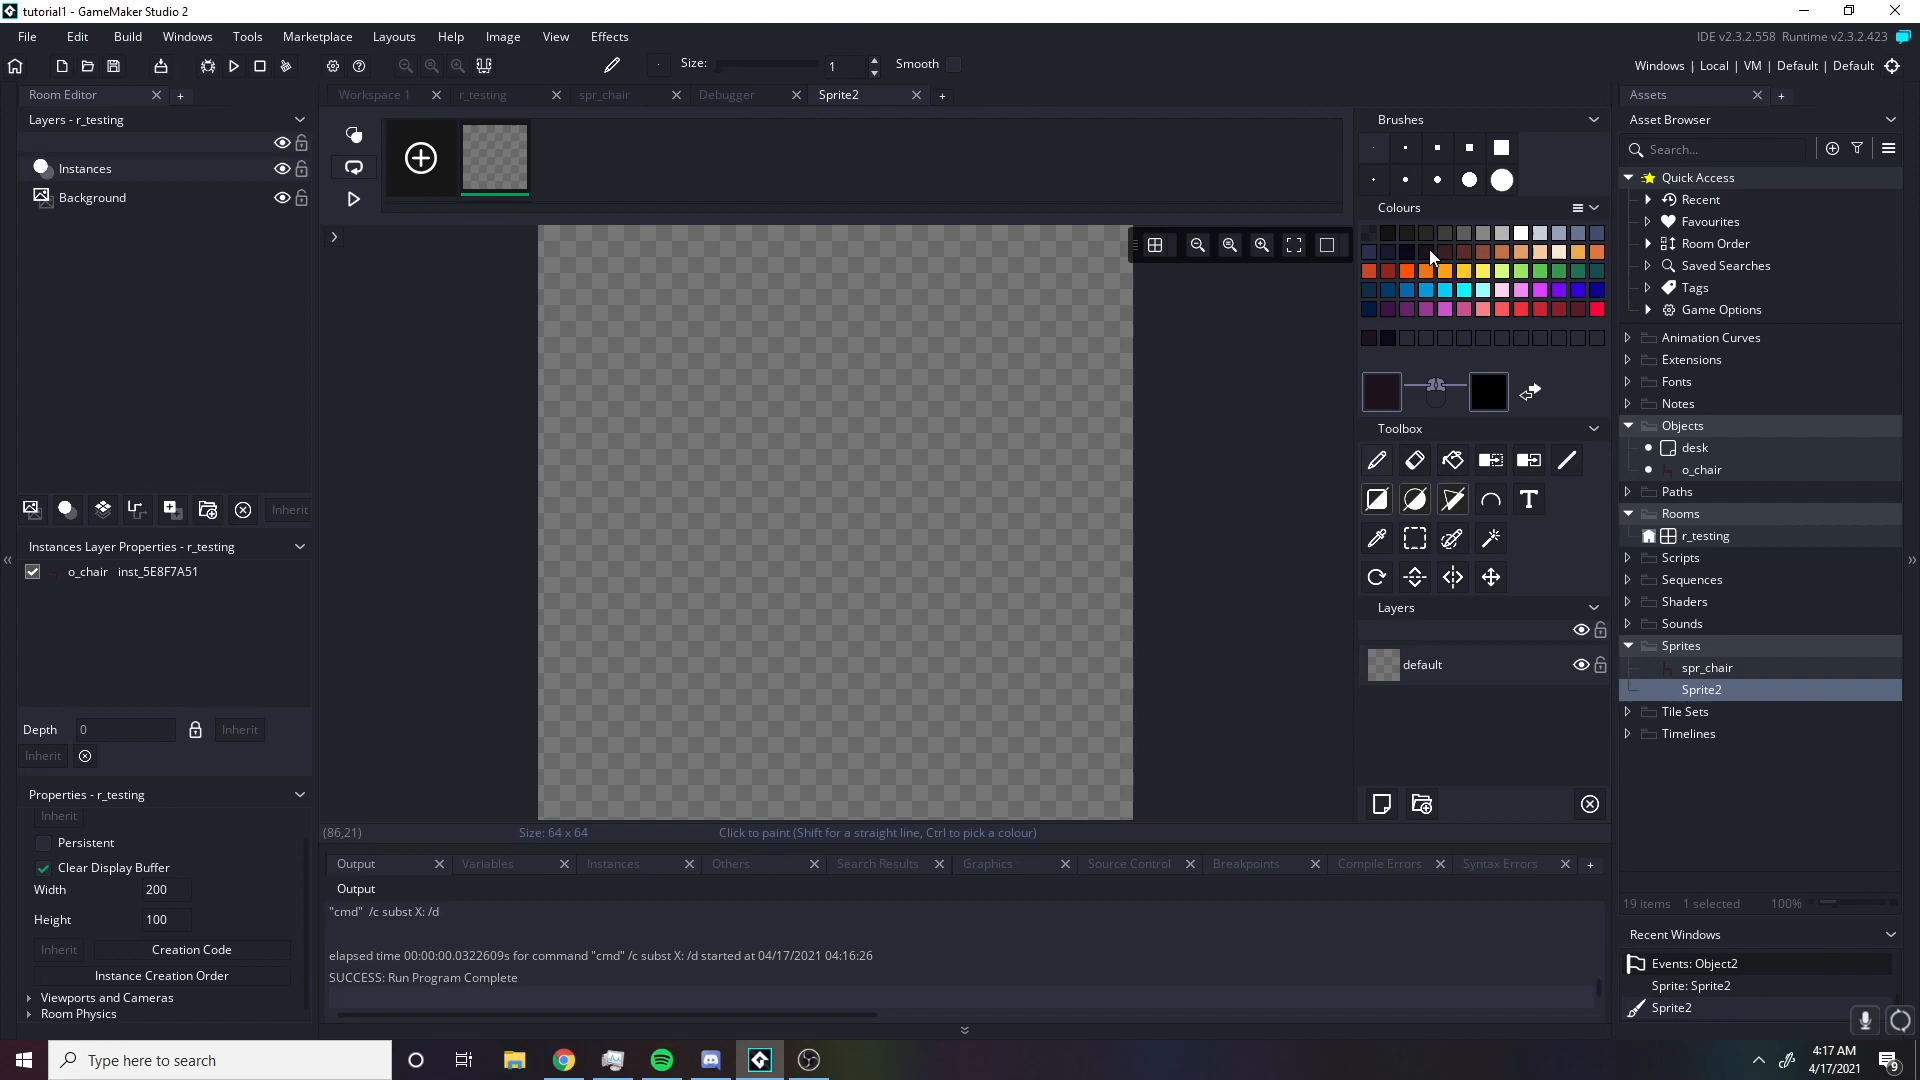 tutorial1 - GameMaker Studio 2
File Edit Build Windows Tools Marketplace Layouts Help Image View Effects
IDE v2.3.2.558 Runtime v2.3.2.423
Size: 1 Smooth
Windows | Local | VM | Default | Default
Room Editor
Workspace 1 r_testing spr_chair Debugger Sprite2
Assets
Layers - r_testing
Brushes
Asset Browser
Search...
Instances
Background
Quick Access
Recent
Colours
Favourites
Room Order
Saved Searches
Tags
Game Options
Animation Curves
Extensions
Fonts
Notes
Toolbox
Objects
desk
o_chair
Paths
Inherit
Rooms
r_testing
Instances Layer Properties - r_testing
Scripts
o_chair inst_5E8F7A51
Sequences
Layers
Shaders
Sounds
Sprites
default
spr_chair
Sprite2
Tile Sets
Depth 0 Inherit
Timelines
Inherit
Properties - r_testing
Inherit
(86,21) Size: 64 x 64 Click to paint (Shift for a straight line, Ctrl to pick a colour)
Persistent
Clear Display Buffer
Output Variables Instances Others Search Results Graphics Source Control Breakpoints Compile Errors Syntax Errors
Width 200
Output
19 items 1 selected 100%
"cmd" /c subst X: /d
Height 100
Recent Windows
Inherit Creation Code
elapsed time 00:00:00.0322609s for command "cmd" /c subst X: /d started at 04/17/2021 04:16:26
Events: Object2
Instance Creation Order
SUCCESS: Run Program Complete
Sprite: Sprite2
Viewports and Cameras
Sprite2
Room Physics
Type here to search
4:17 AM
4/17/2021
9